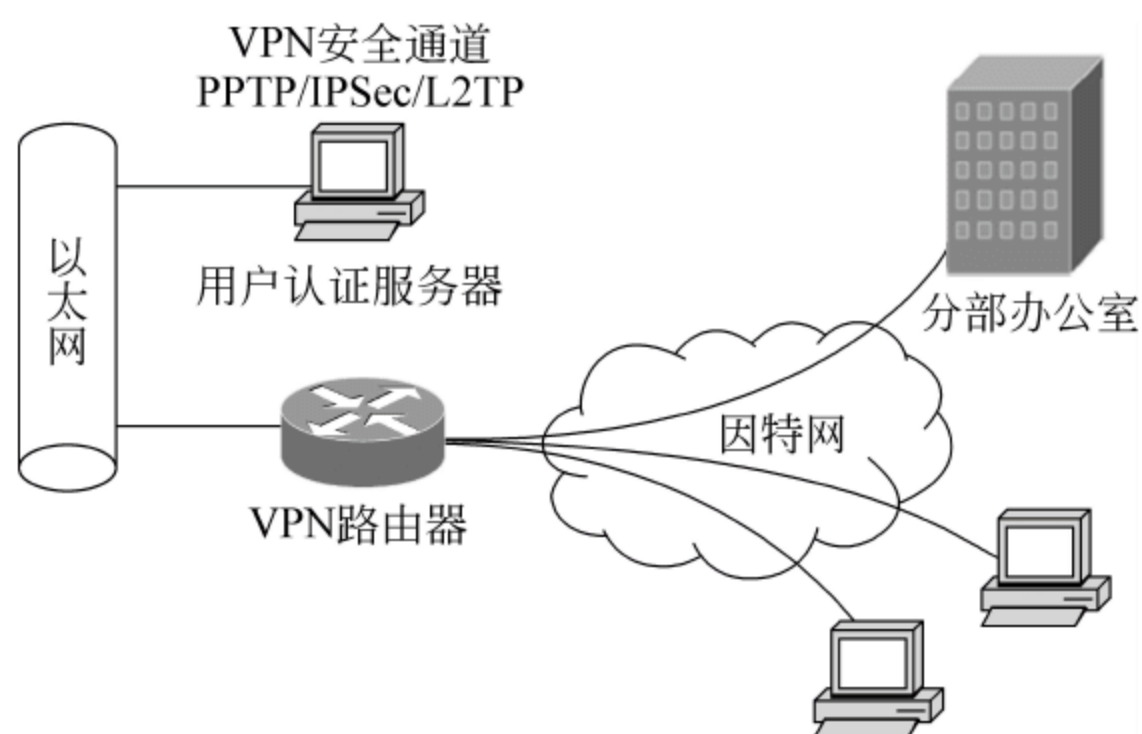 VPN安全通道
PPTP/IPSec/L2TP
以太网
用户认证服务器
分部办公室
因特网
VPN路由器